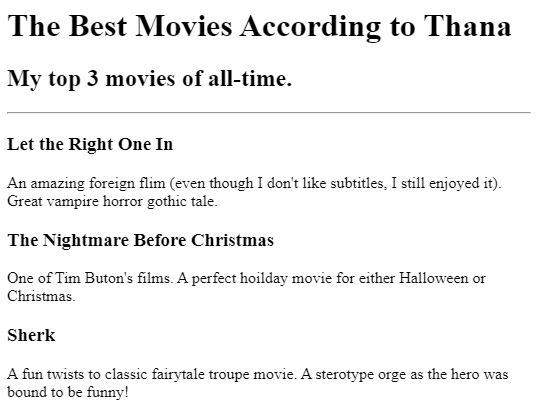 The Best Movies According to Thana
My top 3 movies of all-time.
Let the Right One In
An amazing foreign flim (even though I don't like subtitles, I still enjoyed it).
Great vampire horror gothic tale.
The Nightmare Before Christmas
One of Tim Buton's films. A perfect hoilday movie for either Halloween or
Christmas.
Sherk
A fun twists to classic fairytale troupe movie. A sterotype orge as the hero was
bound to be funny!